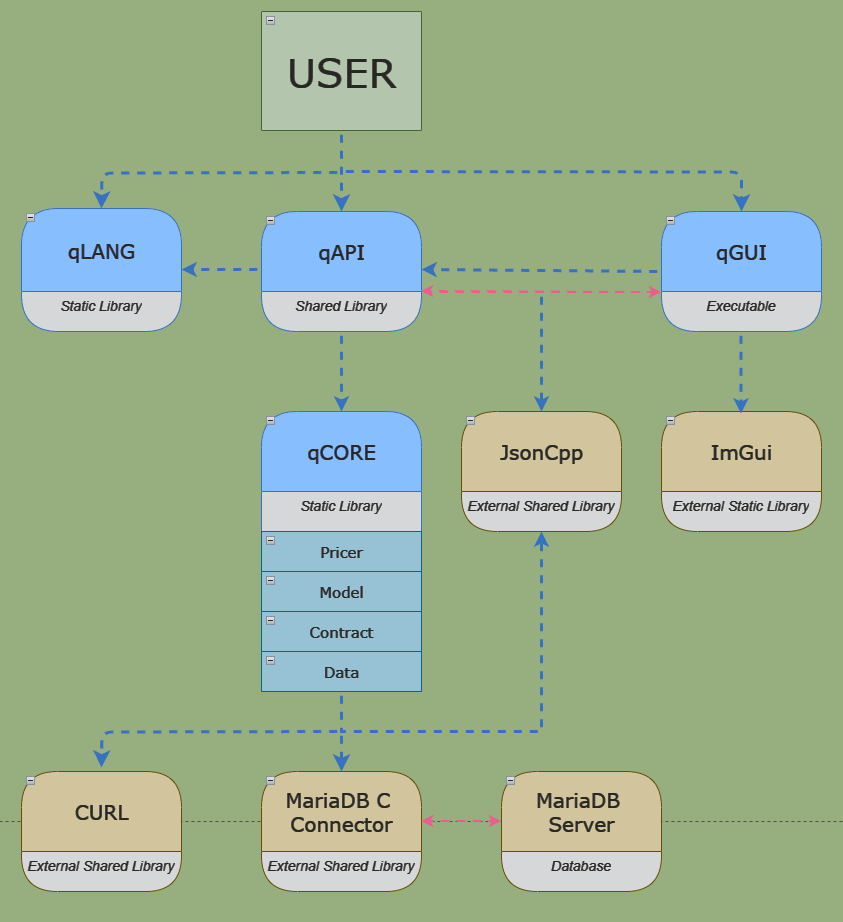 USER
qLANG
Static Library
qAPI
Shared Library
qGUI
Executable
qCORE
Static Library
Pricer
Model
Contract
Data
JsonCpp
External Shared Library
ImGui
External Static Library
CURL
External Shared Library
MariaDB C
Connector
External Shared Library
MariaDB
Server
Database